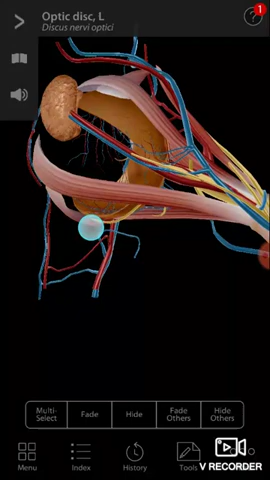 Optic disc, L
Discus nervi optici
1
?
Multi-
Select
Fade
Hide
Fade
Others
Hide
Others
Menu
Index
History
Tools
V RECORDER